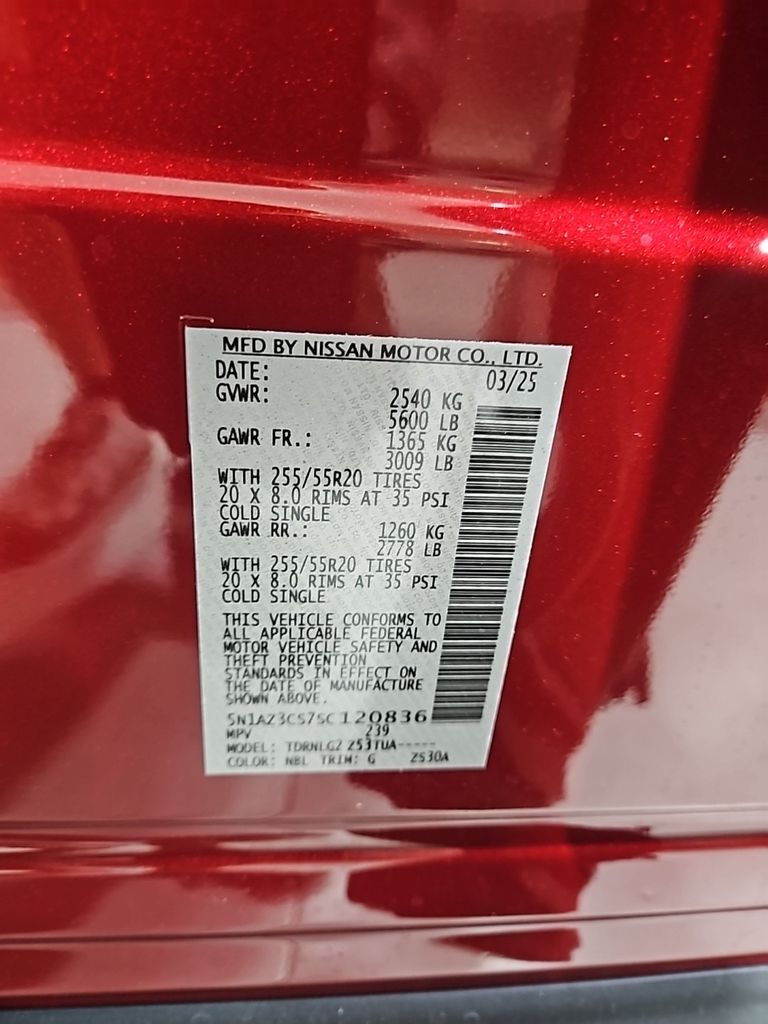 MFD BY NISSAN MOTOR CO., LTD.
DATE: 03/25
GVWR: 2540 KG
5600 LB
GAWR FR.: 1365 KG
3009 LB
WITH 255/55R20 TIRES
20 X 8.0 RIMS AT 35 PSI
COLD SINGLE
GAWR RR.: 1260 KG
2778 LB
WITH 255/55R20 TIRES
20 X 8.0 RIMS AT 35 PSI
COLD SINGLE
THIS VEHICLE CONFORMS TO
ALL APPLICABLE FEDERAL
MOTOR VEHICLE SAFETY AND
THEFT PREVENTION
STANDARDS IN EFFECT ON
THE DATE OF MANUFACTURE
SHOWN ABOVE.
5N1AZ3CS7SC120836
MPV 239
MODEL: TDRNLG2 Z53TUA-----
COLOR: NBL TRIM: G Z530A